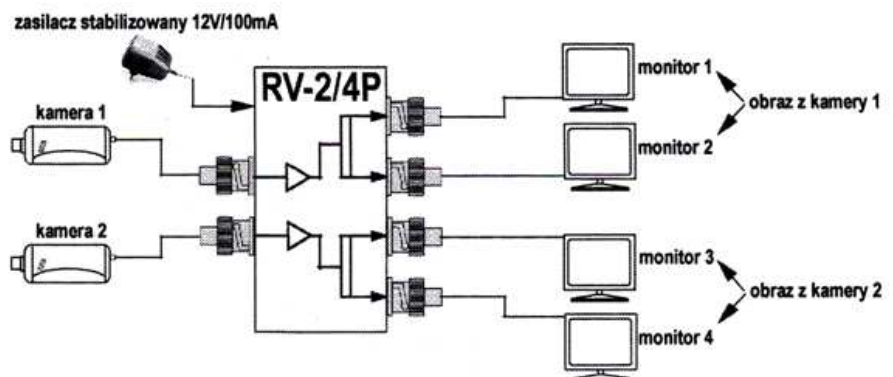 zasilacz stabilizowany 12V/100mA
RV-2/4P
kamera 1
kamera 2
monitor 1
monitor 2
obraz z kamery 1
monitor 3
obraz z kamery 2
monitor 4